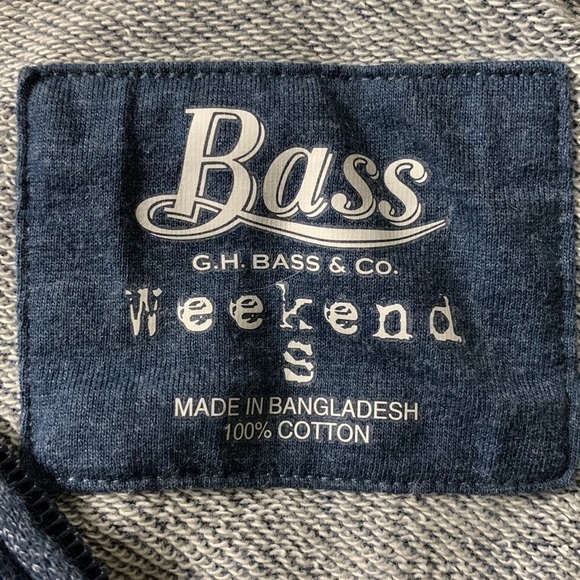 Bass
G.H. BASS & CO.
Weekend
S
MADE IN BANGLADESH
100% COTTON